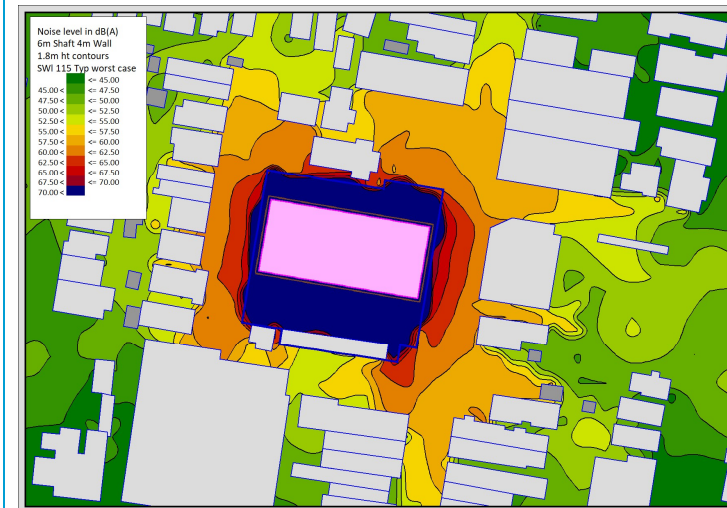 Noise level in dB(A)
6m Shaft 4m Wall
1.8m ht contours
SWI 115 Typ worst case
<= 45.00
45.00 < <= 47.50
47.50 < <= 50.00
50.00 < <= 52.50
52.50 < <= 55.00
55.00 < <= 57.50
57.50 < <= 60.00
60.00 < <= 62.50
62.50 < <= 65.00
65.00 < <= 67.50
67.50 < <= 70.00
70.00 <